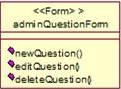 <<Form>>
adminQuestionForm
newQuestion()
editQuestion()
deleteQuestion()